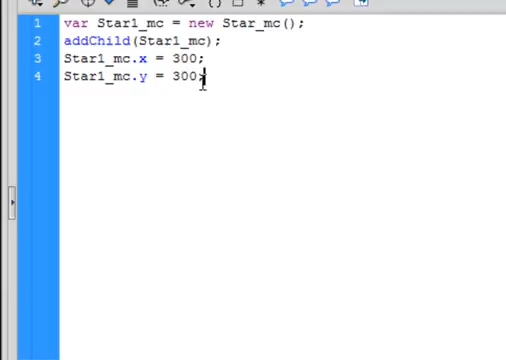 1 var Star1_mc = new Star_mc();
2 addChild(Star1_mc);
3 Star1_mc.x = 300;
4 Star1_mc.y = 300;